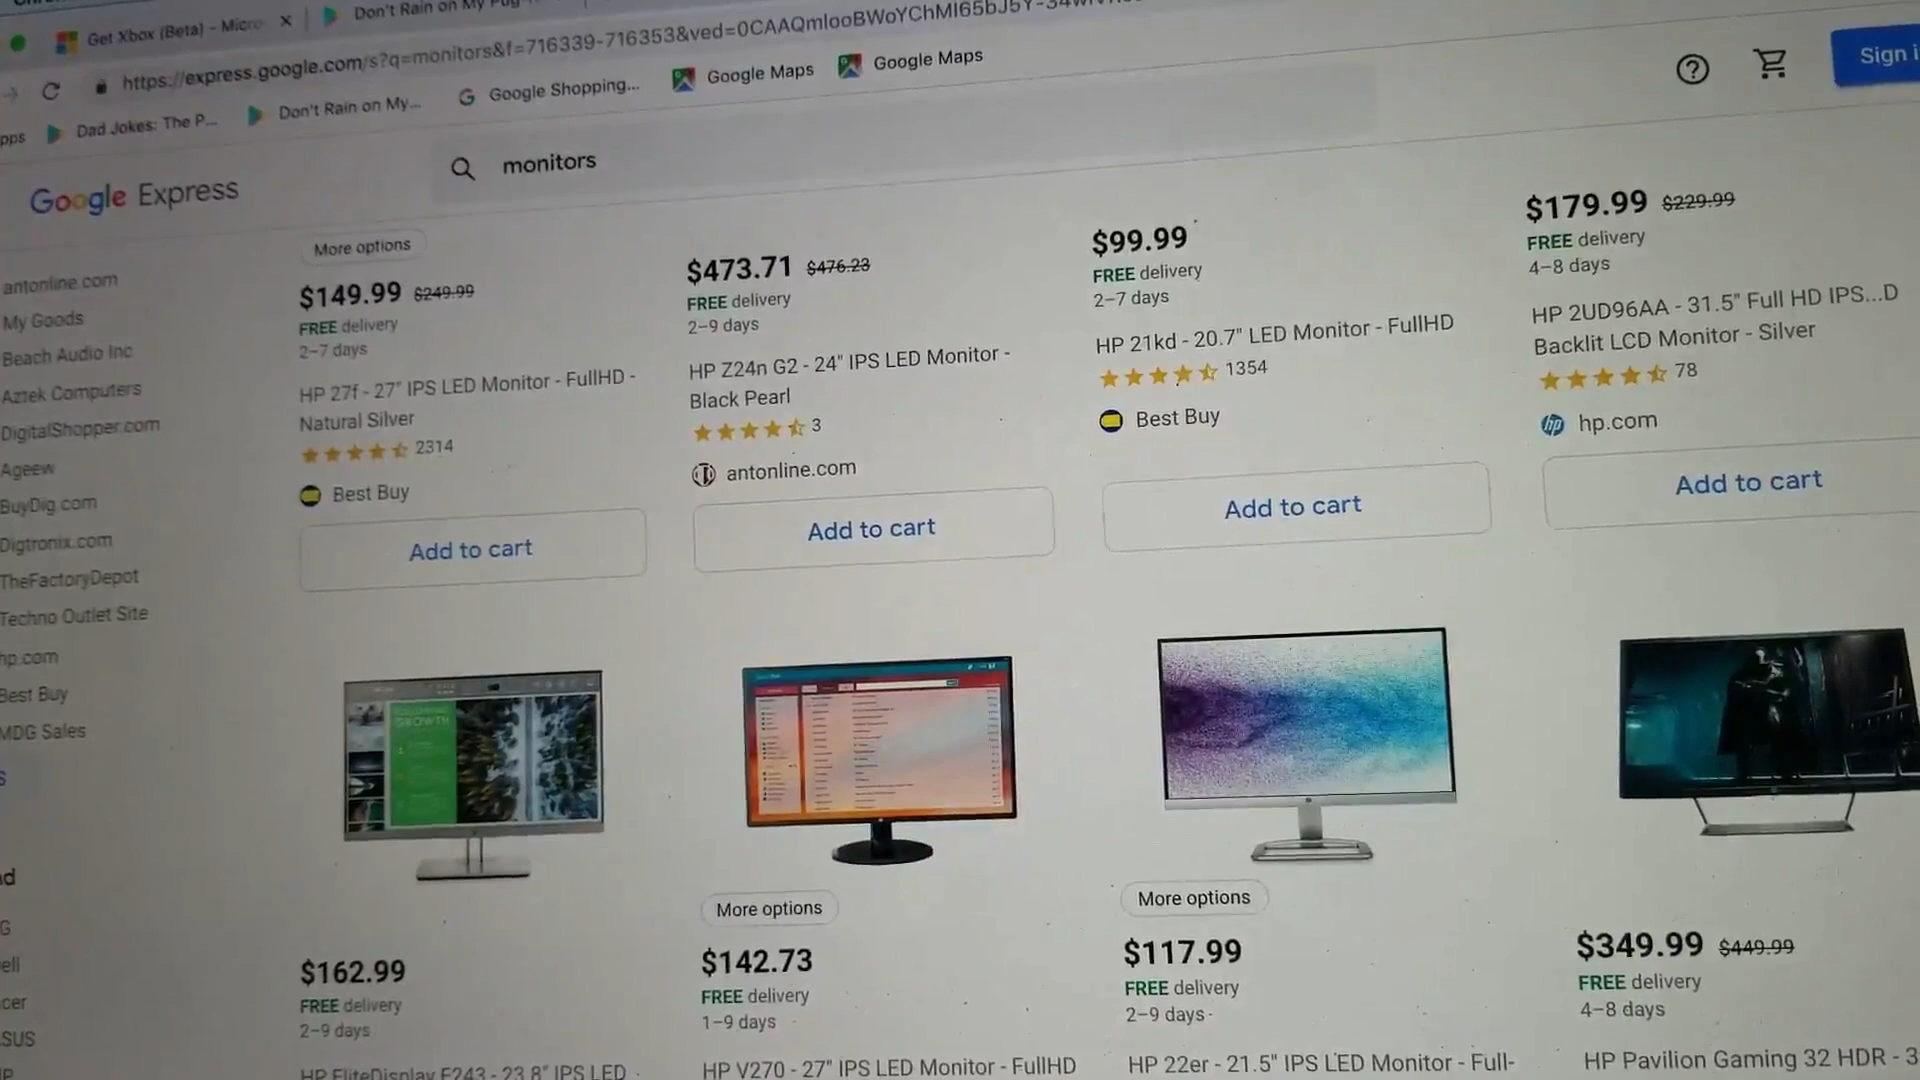 Get Xbox (Beta) - Micro
Don't Rain on My Pug
https://express.google.com/s?q=monitors&f=716339-716353&ved=
Dad Jokes: The P...
Don't Rain on My...
Google Shopping...
Google Maps
Google Maps
Sign i
Google Express
monitors
antonline.com
My Goods
Beach Audio Inc
Aztek Computers
DigitalShopper.com
Ageew
BuyDig.com
Digtronix.com
TheFactoryDepot
Techno Outlet Site
hp.com
Best Buy
MDG Sales
More options
$149.99 $249.99
FREE delivery
2–7 days
HP 27f - 27" IPS LED Monitor - FullHD -
Natural Silver
2314
Best Buy
Add to cart
$473.71 $476.23
FREE delivery
2–9 days
HP Z24n G2 - 24" IPS LED Monitor -
Black Pearl
3
antonline.com
Add to cart
$99.99
FREE delivery
2–7 days
HP 21kd - 20.7" LED Monitor - FullHD
1354
Best Buy
Add to cart
$179.99 $229.99
FREE delivery
4–8 days
HP 2UD96AA - 31.5" Full HD IPS...D
Backlit LCD Monitor - Silver
78
hp hp.com
Add to cart
GROWTH
$162.99
FREE delivery
2–9 days
HP EliteDisplay E243 - 23.8" IPS LED
More options
$142.73
FREE delivery
1–9 days
HP V270 - 27" IPS LED Monitor - FullHD
More options
$117.99
FREE delivery
2–9 days
HP 22er - 21.5" IPS LED Monitor - Full-
$349.99 $449.99
FREE delivery
4–8 days
HP Pavilion Gaming 32 HDR - 3